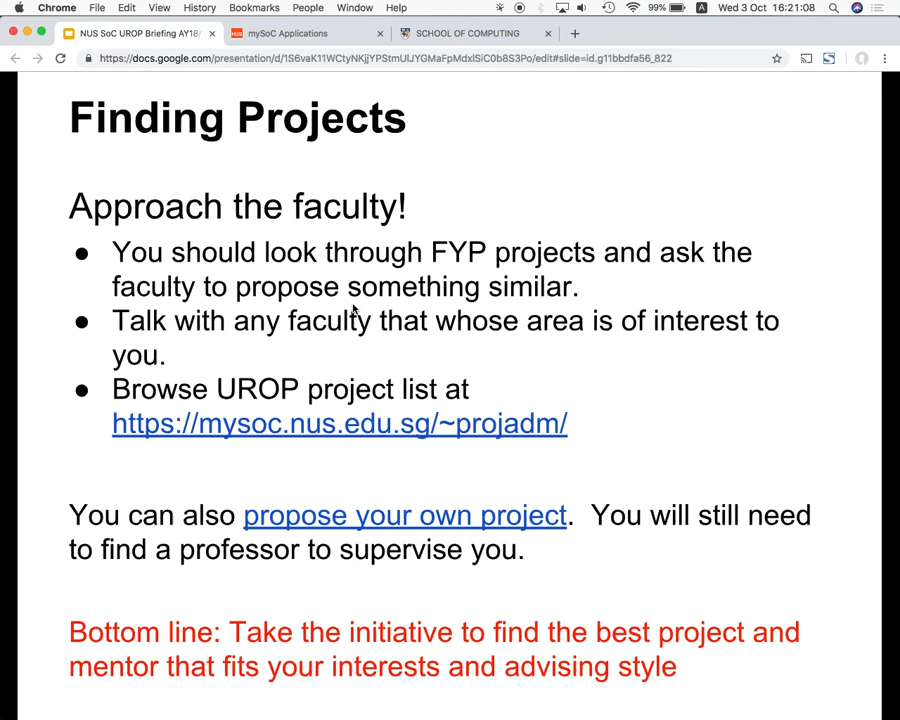 Chrome File Edit View History Bookmarks People Window Help 99% A Wed 3 Oct 16:21:08
NUS SoC UROP Briefing AY18/ mySoC Applications SCHOOL OF COMPUTING
https://docs.google.com/presentation/d/1S6vaK11WCtyNKjjYPStmUlJYGMaFpMdxlSiC0b8S3Po/edit#slide=id.g11bbdfa56_822
Finding Projects
Approach the faculty!
● You should look through FYP projects and ask the
faculty to propose something similar.
● Talk with any faculty that whose area is of interest to
you.
● Browse UROP project list at
https://mysoc.nus.edu.sg/~projadm/
You can also propose your own project. You will still need
to find a professor to supervise you.
Bottom line: Take the initiative to find the best project and
mentor that fits your interests and advising style